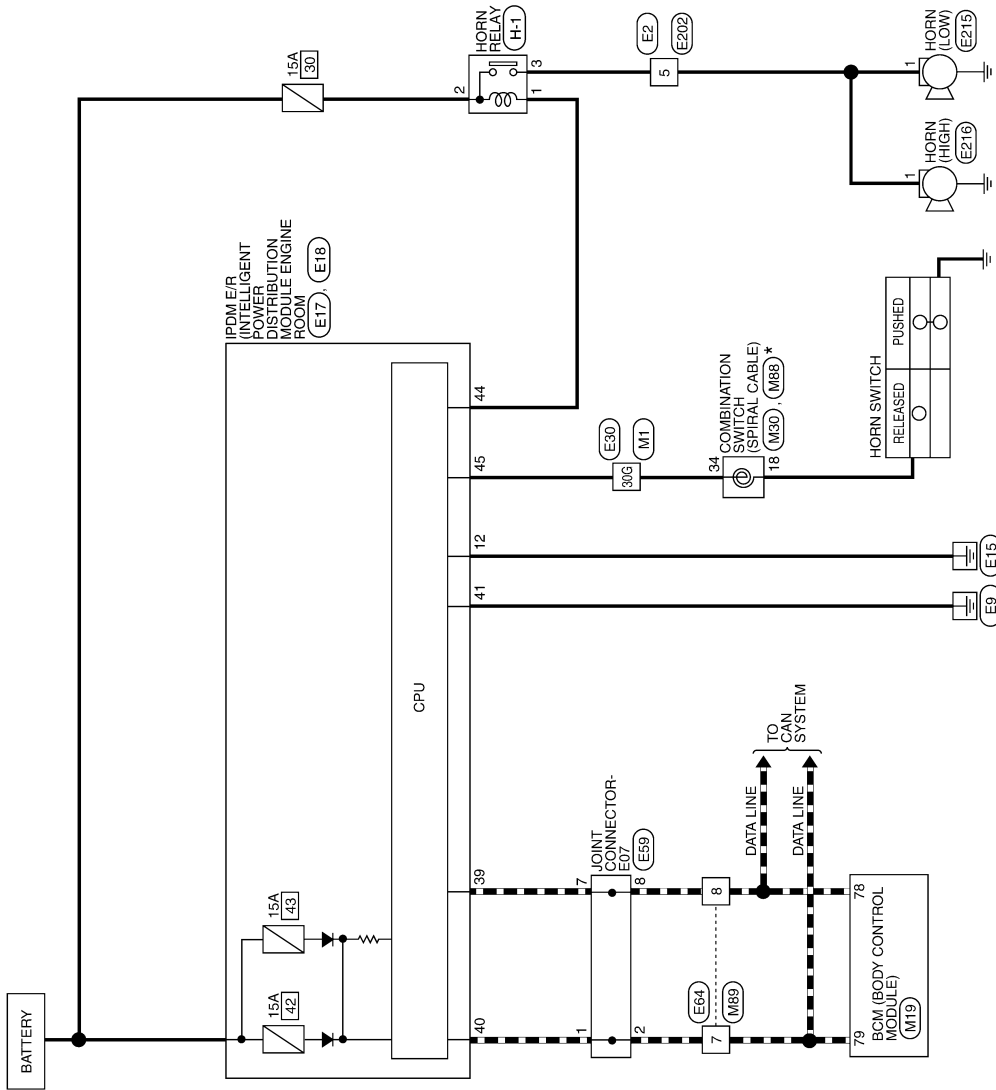 BATTERY
15A
30
HORN
RELAY
H-1
2
1
3
E2
E202
5
1
HORN
(LOW)
E215
1
HORN
(HIGH)
E216
IPDM E/R
(INTELLIGENT
POWER
DISTRIBUTION
MODULE ENGINE
ROOM
E17 , E18
15A
42
15A
43
CPU
40
39
41
12
45
44
E30
M1
30G
34
COMBINATION
SWITCH
(SPIRAL CABLE)
M30 , M88 *
18
HORN SWITCH
RELEASED
PUSHED
E9
E15
1
7
JOINT
CONNECTOR-
E07
E59
2
8
E64
M89
7
8
DATA LINE
DATA LINE
TO
CAN
SYSTEM
79
78
BCM (BODY CONTROL
MODULE)
M19